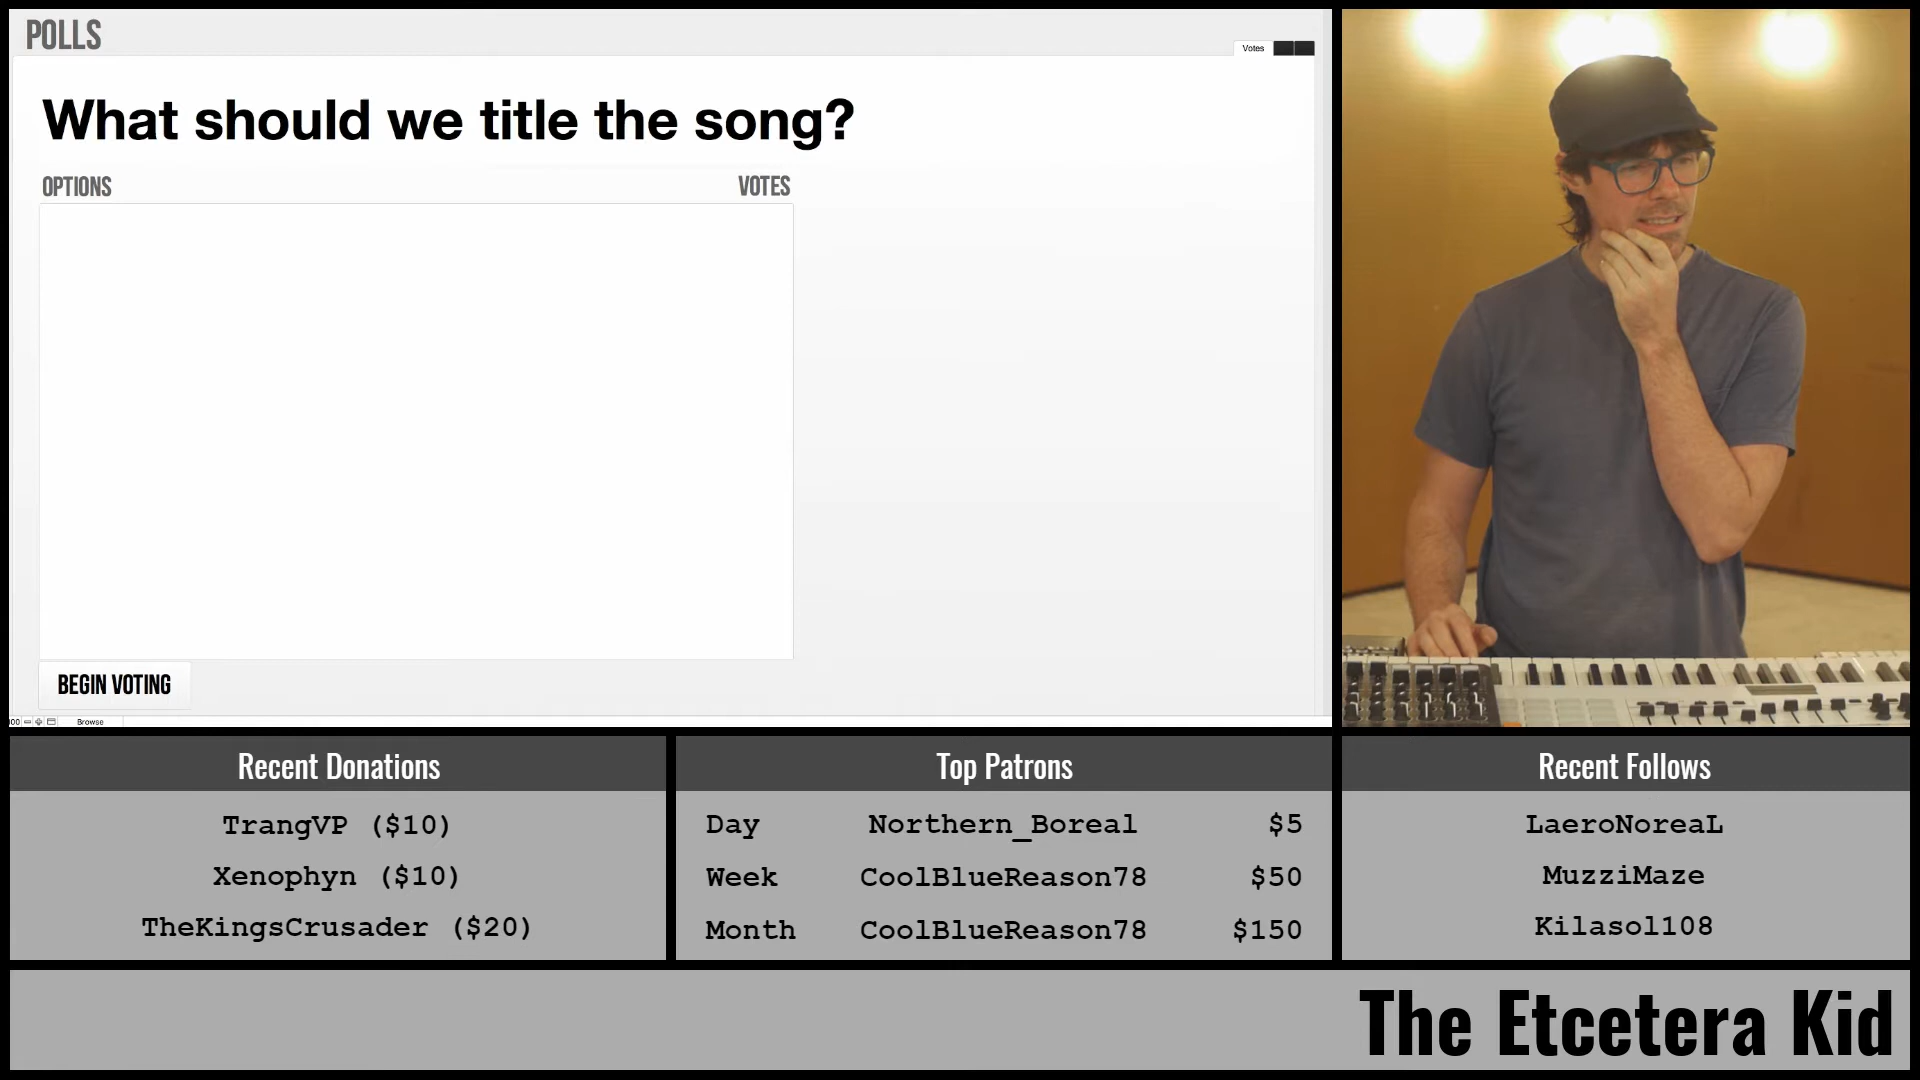 POLLS
Votes
What should we title the song?
OPTIONS VOTES
BEGIN VOTING
Browse
Recent Donations
TrangVP ($10)
Xenophyn ($10)
TheKingsCrusader ($20)
Top Patrons
Day Northern_Boreal $5
Week CoolBlueReason78 $50
Month CoolBlueReason78 $150
Recent Follows
LaeroNoreaL
MuzziMaze
Kilasol108
The Etcetera Kid